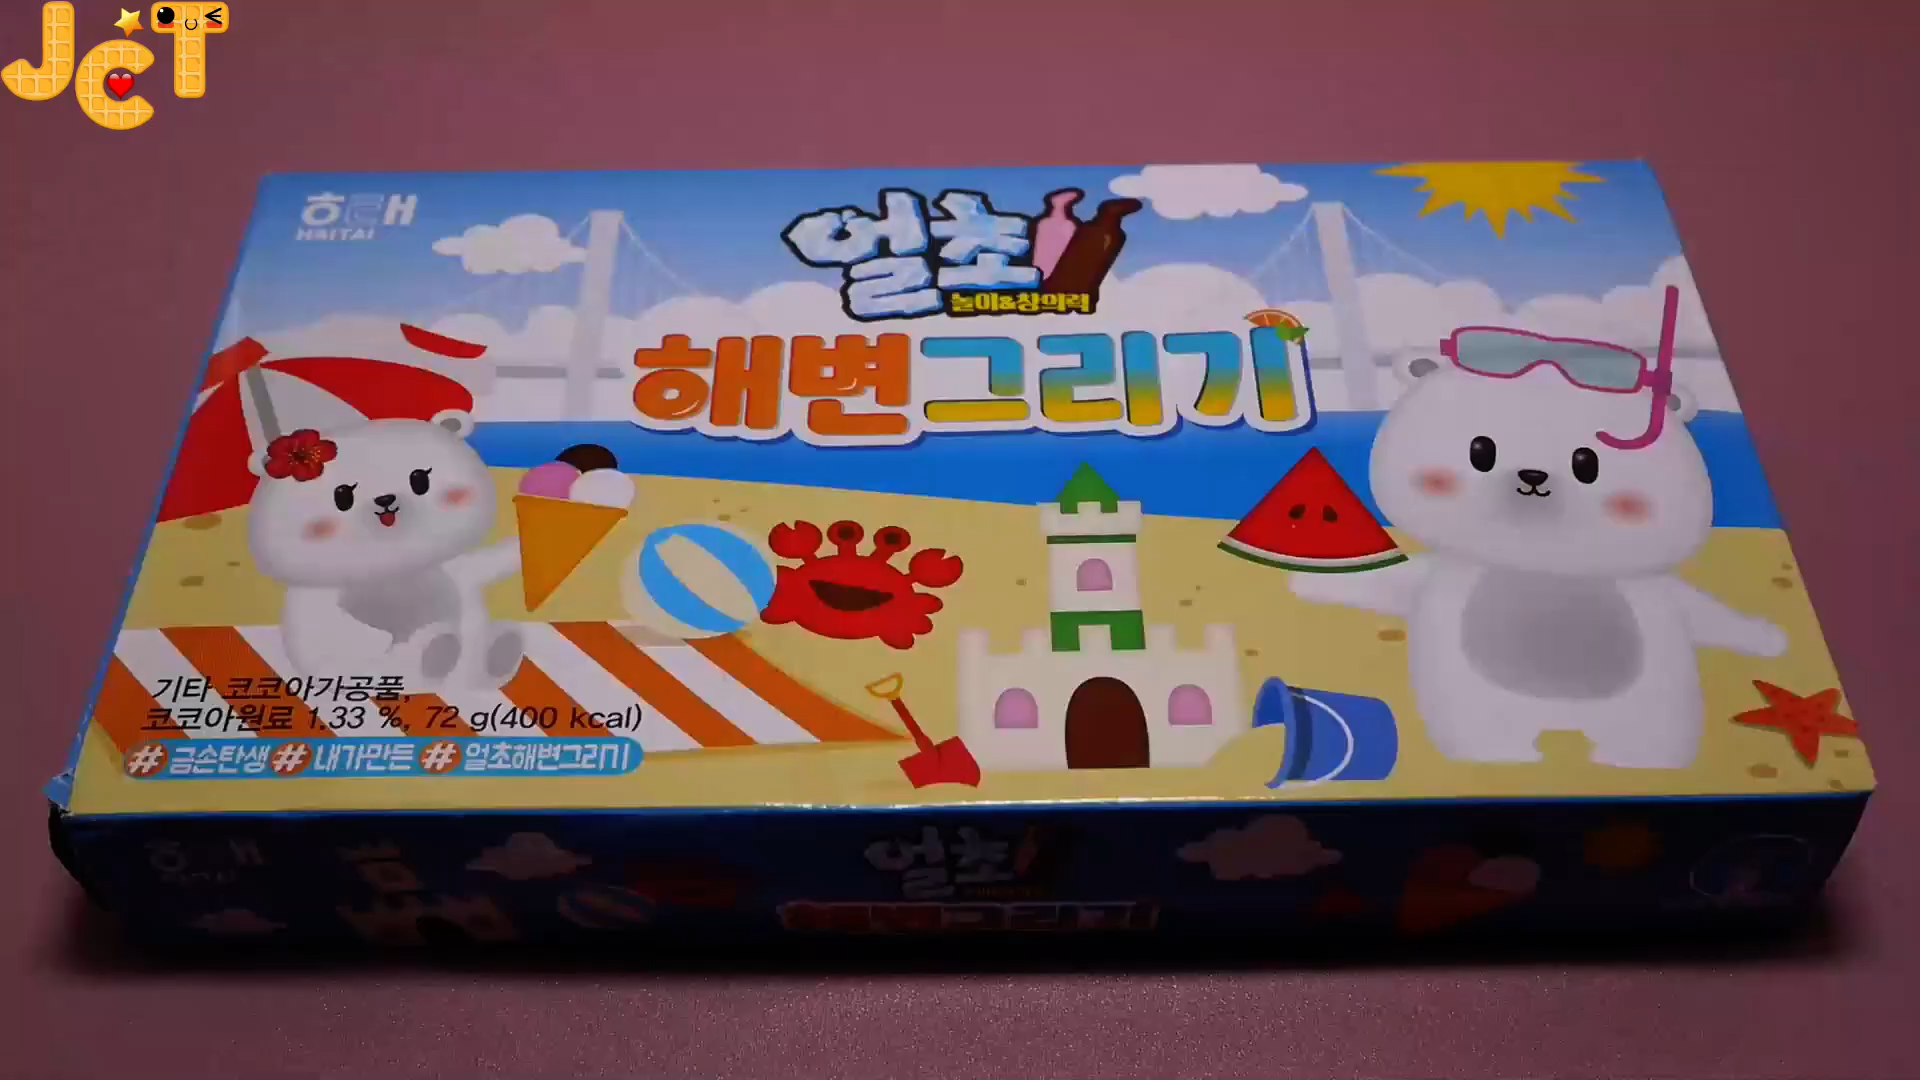 JCT
해태
HAITAI
얼초
놀이&창의력
해변그리기
기타 코코아가공품,
코코아원료 1.33 %, 72 g(400 kcal)
#금손탄생 #내가만든 #얼초해변그리기
해태
얼초
해변그리기